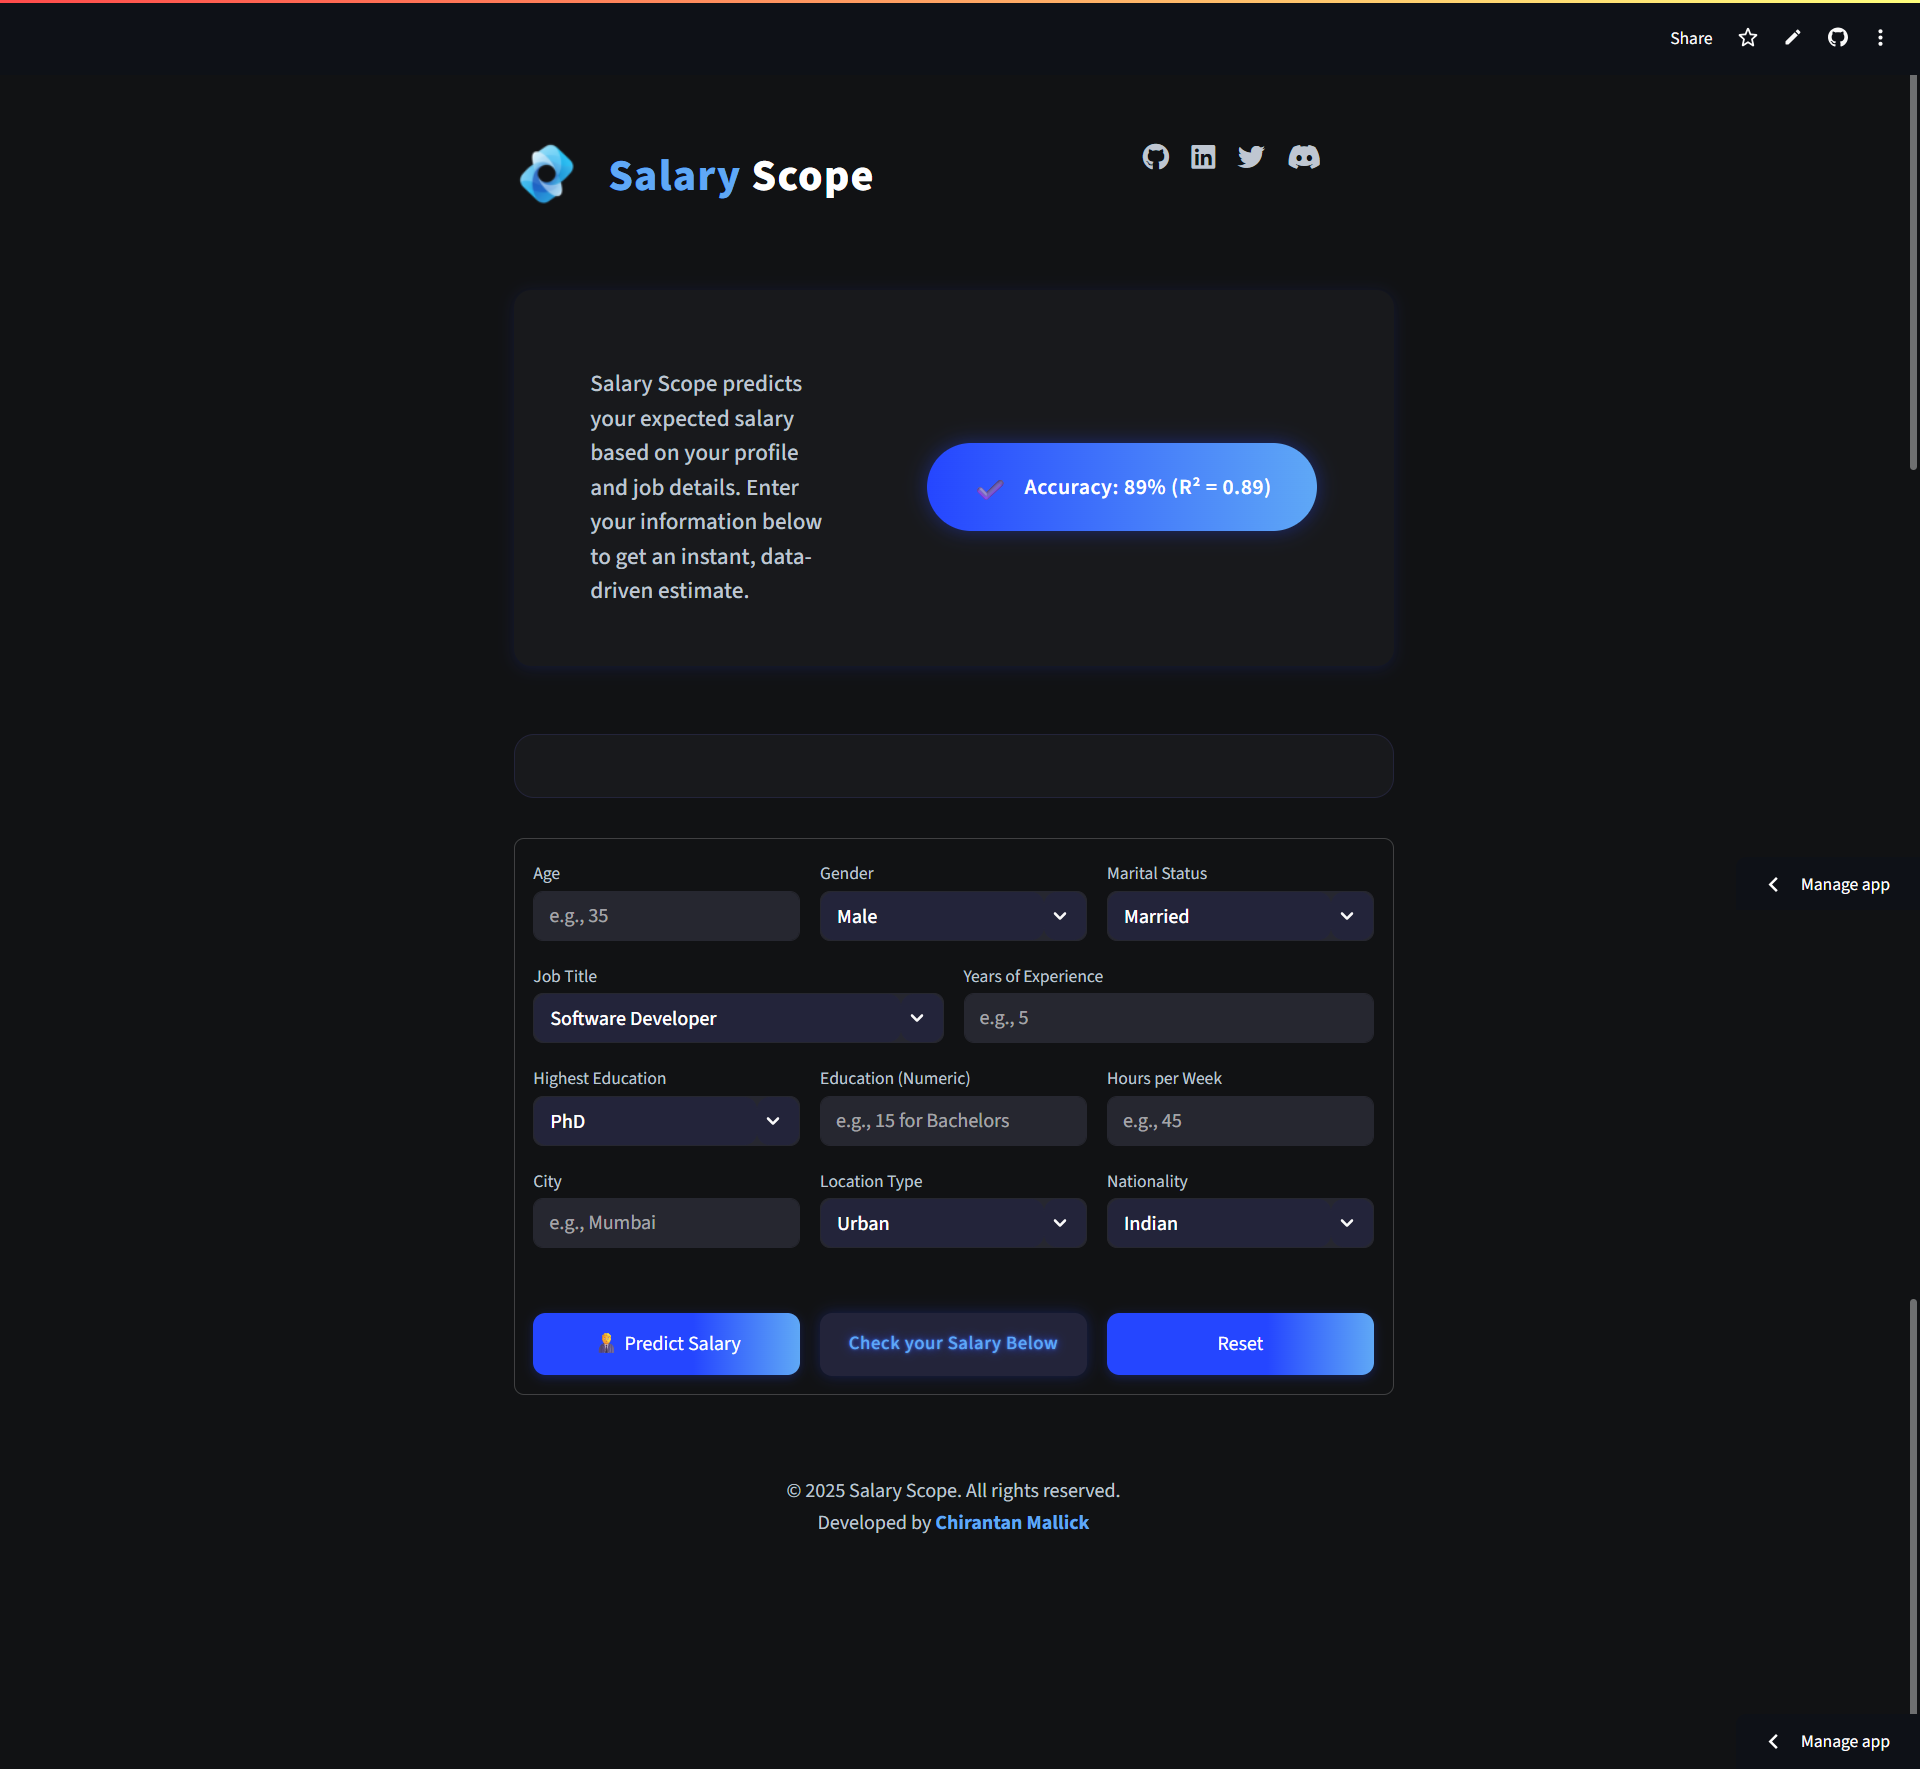 Share
Salary Scope
Salary Scope predicts
your expected salary
based on your profile
and job details. Enter
your information below
to get an instant, data-
driven estimate.
Accuracy: 89% (R² = 0.89)
Age
Gender
Marital Status
e.g., 35
Male
Married
Manage app
Job Title
Years of Experience
Software Developer
e.g., 5
Highest Education
Education (Numeric)
Hours per Week
PhD
e.g., 15 for Bachelors
e.g., 45
City
Location Type
Nationality
e.g., Mumbai
Urban
Indian
Predict Salary
Check your Salary Below
Reset
© 2025 Salary Scope. All rights reserved.
Developed by Chirantan Mallick
Manage app